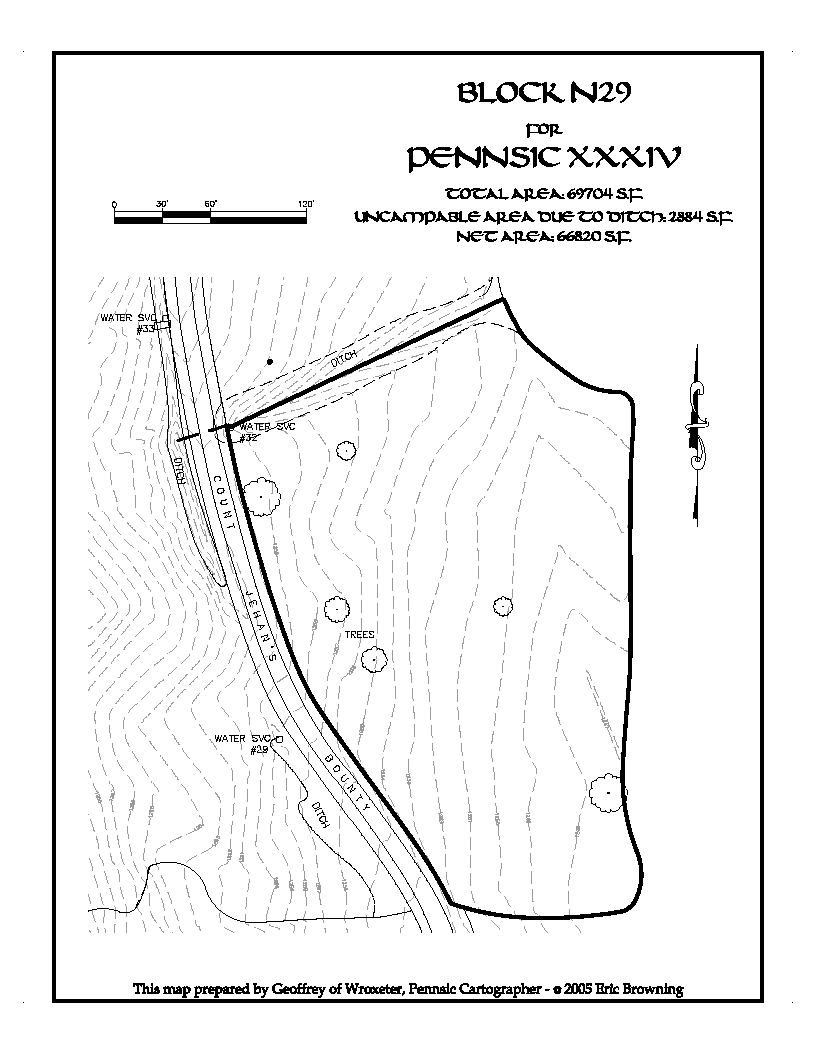 BLOCK N29
FOR
PENNSIC XXXIV
TOTAL AREA: 69704 S.F.
UNCAMPABLE AREA DUE TO DITCH: 2884 S.F.
NET AREA: 66820 S.F.
0 30' 60' 120'
WATER SVC
#33
DITCH
WATER SVC
#32
DITCH
COUNT
JEHAN'S
TREES
WATER SVC
#29
BOUNTY
DITCH
This map prepared by Geoffrey of Wroxeter, Pennsic Cartographer - © 2005 Eric Browning